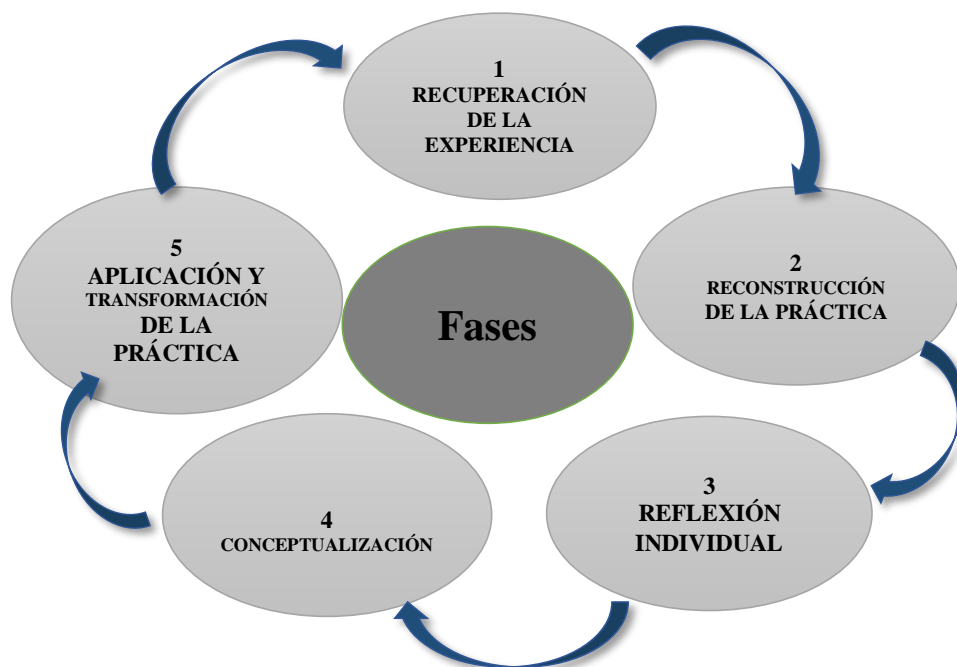 1
RECUPERACIÓN
DE LA
EXPERIENCIA
2
RECONSTRUCCIÓN
DE LA PRÁCTICA
3
REFLEXIÓN
INDIVIDUAL
4
CONCEPTUALIZACIÓN
5
APLICACIÓN Y
TRANSFORMACIÓN
DE LA
PRÁCTICA
Fases